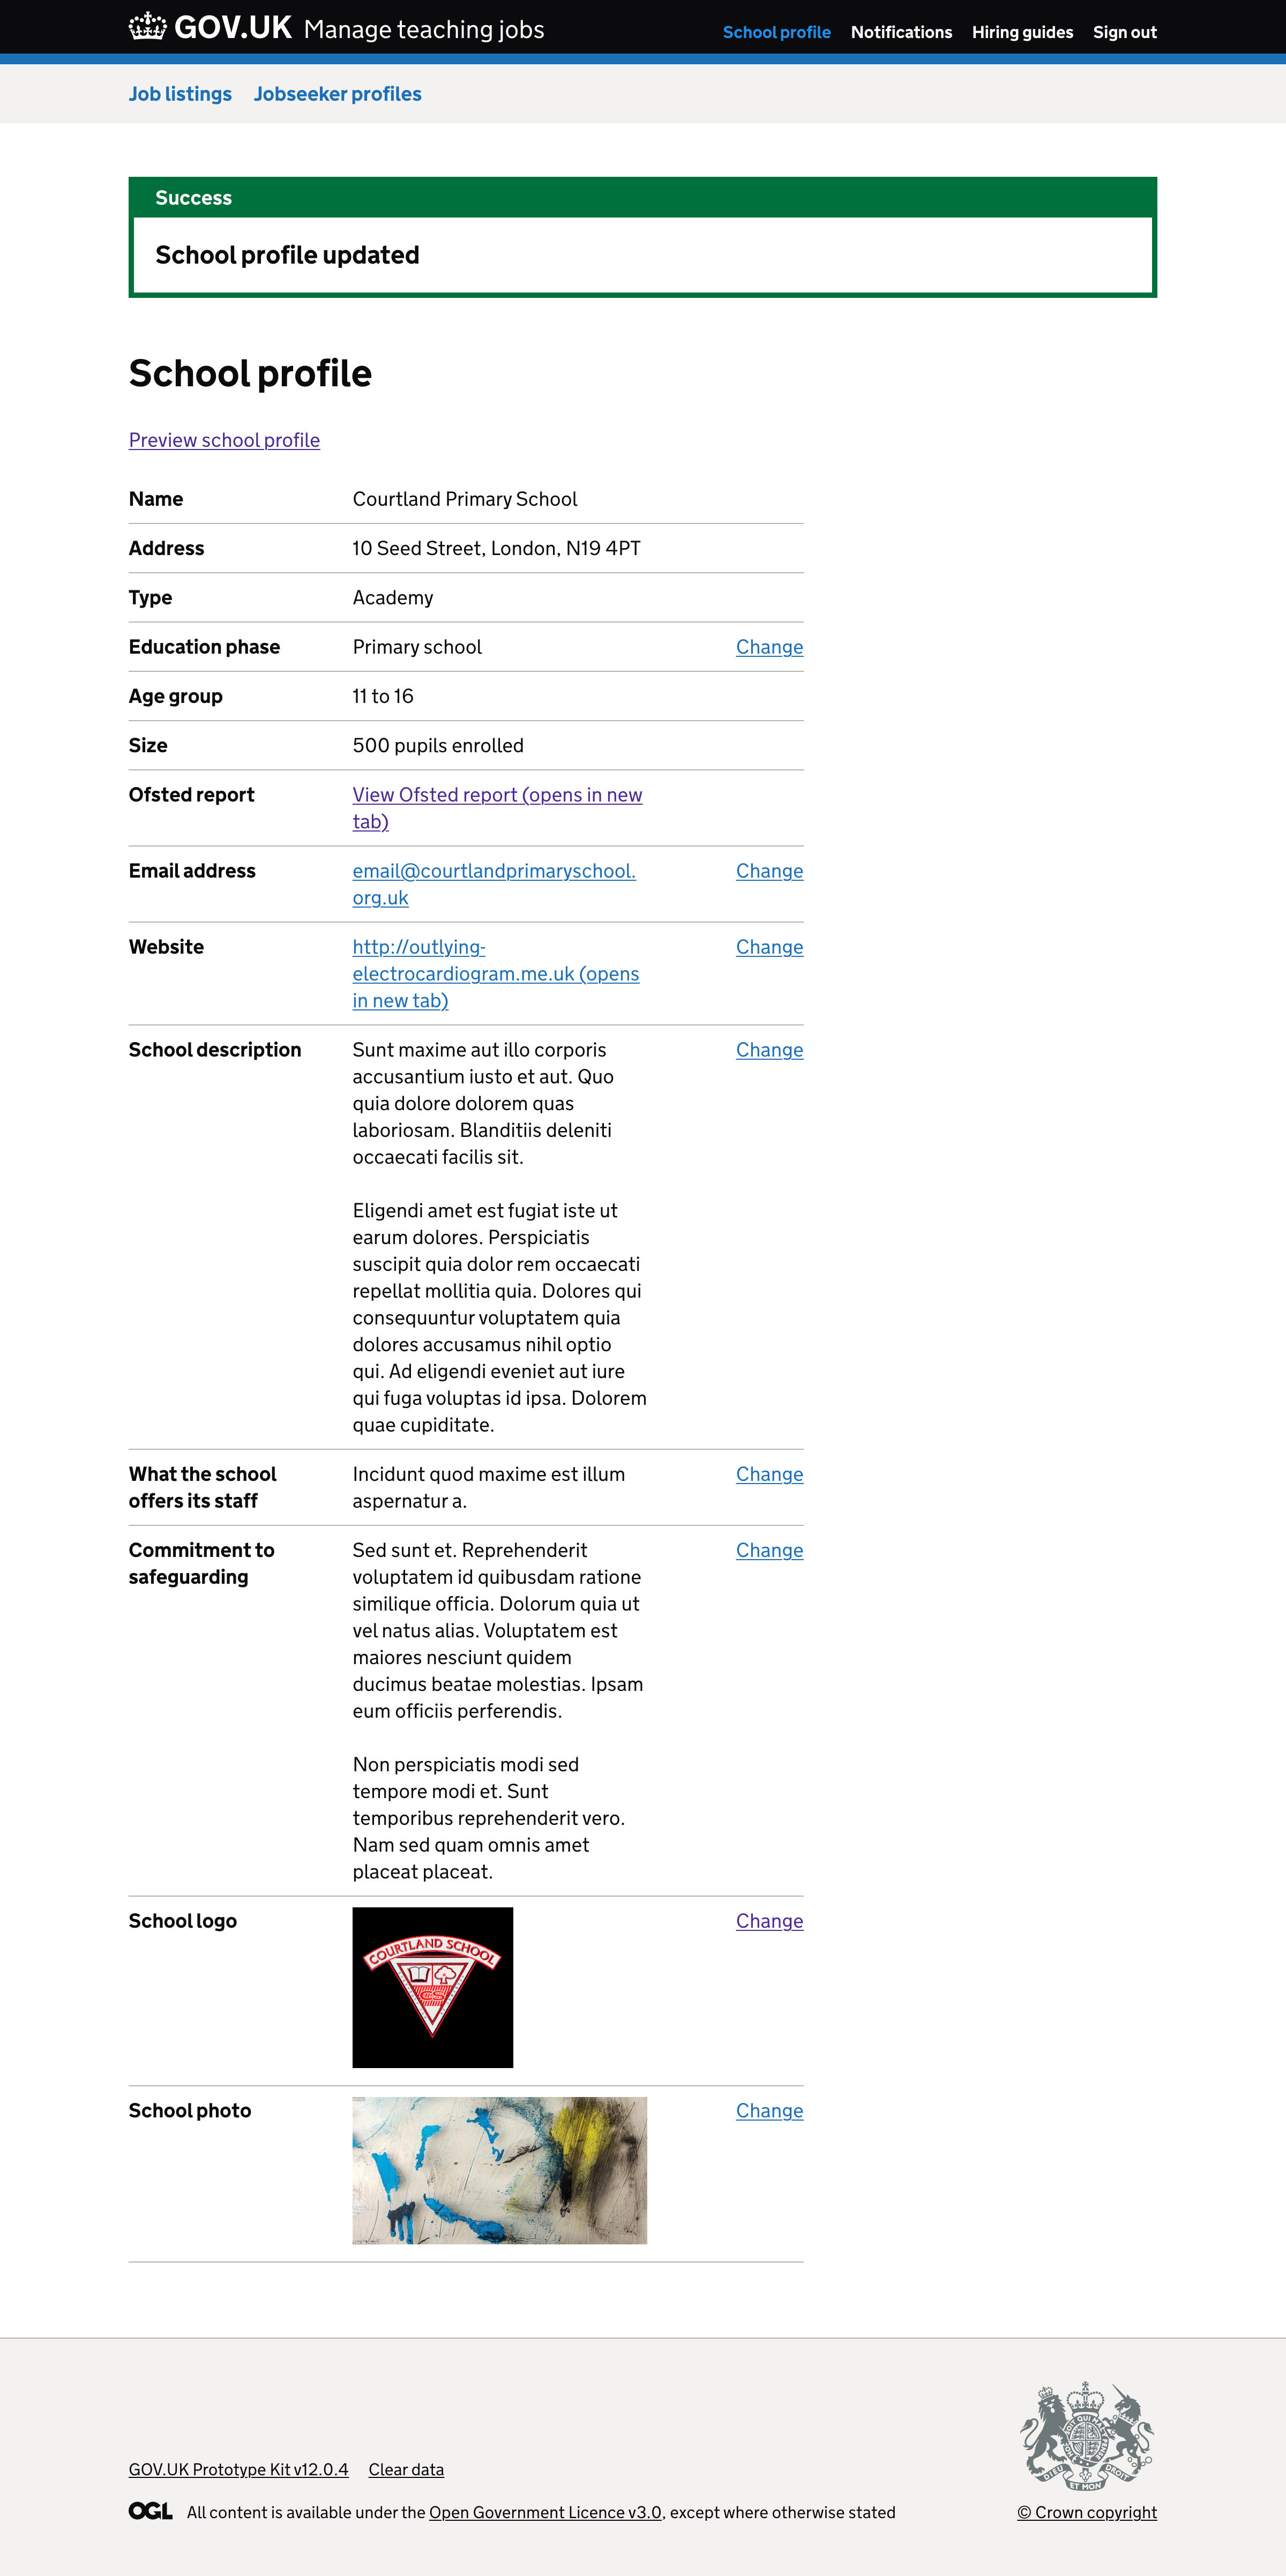 GOV.UK Manage teaching jobs
School profile Notifications Hiring guides Sign out
Job listings Jobseeker profiles
Success
School profile updated
School profile
Preview school profile
Name Courtland Primary School
Address 10 Seed Street, London, N19 4PT
Type Academy
Education phase Primary school Change
Age group 11 to 16
Size 500 pupils enrolled
Ofsted report View Ofsted report (opens in new
tab)
Email address email@courtlandprimaryschool. Change
org.uk
Website http://outlying- Change
electrocardiogram.me.uk (opens
in new tab)
School description Sunt maxime aut illo corporis Change
accusantium iusto et aut. Quo
quia dolore dolorem quas
laboriosam. Blanditiis deleniti
occaecati facilis sit.
Eligendi amet est fugiat iste ut
earum dolores. Perspiciatis
suscipit quia dolor rem occaecati
repellat mollitia quia. Dolores qui
consequuntur voluptatem quia
dolores accusamus nihil optio
qui. Ad eligendi eveniet aut iure
qui fuga voluptas id ipsa. Dolorem
quae cupiditate.
What the school Incidunt quod maxime est illum Change
offers its staff aspernatur a.
Commitment to Sed sunt et. Reprehenderit Change
safeguarding voluptatem id quibusdam ratione
similique officia. Dolorum quia ut
vel natus alias. Voluptatem est
maiores nesciunt quidem
ducimus beatae molestias. Ipsam
eum officiis perferendis.
Non perspiciatis modi sed
tempore modi et. Sunt
temporibus reprehenderit vero.
Nam sed quam omnis amet
placeat placeat.
School logo Change
COURTLAND SCHOOL
CS
School photo Change
GOV.UK Prototype Kit v12.0.4 Clear data
DIEU ET MON DROIT
OGL All content is available under the Open Government Licence v3.0, except where otherwise stated
© Crown copyright